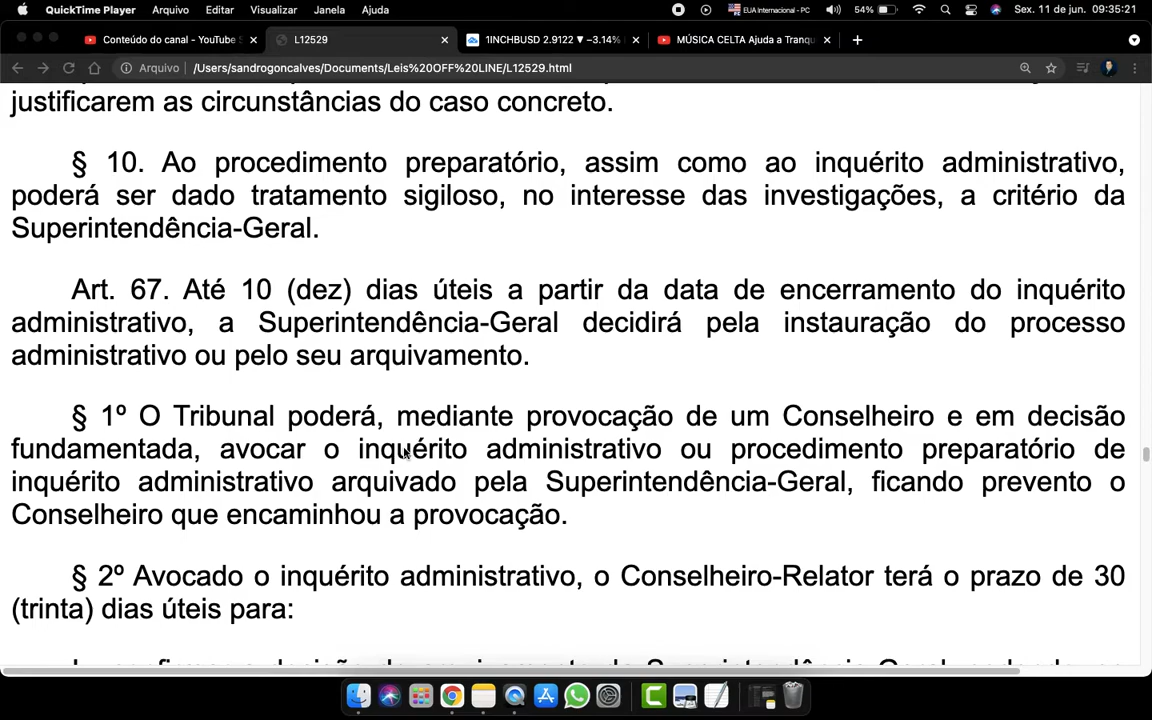 QuickTime Player Arquivo Editar Visualizar Janela Ajuda EUA Internacional - PC 54% Sex. 11 de jun. 09:35:21
Conteúdo do canal - YouTube S × L12529 × 1INCHBUSD 2.9122 ▼ −3.14% × MÚSICA CELTA Ajuda a Tranqu × +
Arquivo /Users/sandrogoncalves/Documents/Leis%20OFF%20LINE/L12529.html
justificarem as circunstâncias do caso concreto.
§ 10. Ao procedimento preparatório, assim como ao inquérito administrativo,
poderá ser dado tratamento sigiloso, no interesse das investigações, a critério da
Superintendência-Geral.
Art. 67. Até 10 (dez) dias úteis a partir da data de encerramento do inquérito
administrativo, a Superintendência-Geral decidirá pela instauração do processo
administrativo ou pelo seu arquivamento.
§ 1º O Tribunal poderá, mediante provocação de um Conselheiro e em decisão
fundamentada, avocar o inquérito administrativo ou procedimento preparatório de
inquérito administrativo arquivado pela Superintendência-Geral, ficando prevento o
Conselheiro que encaminhou a provocação.
§ 2º Avocado o inquérito administrativo, o Conselheiro-Relator terá o prazo de 30
(trinta) dias úteis para: